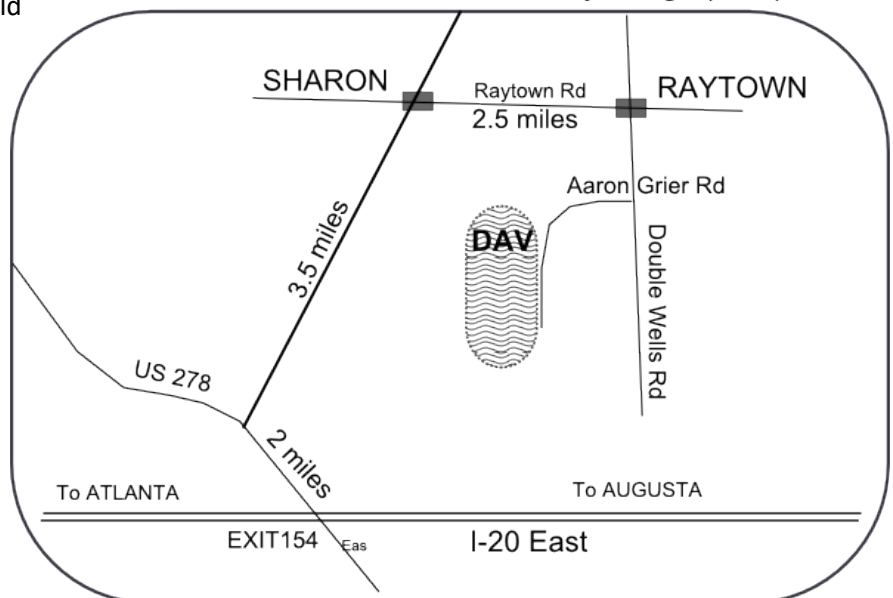 ld
SHARON
Raytown Rd
RAYTOWN
2.5 miles
Aaron Grier Rd
DAV
3.5 miles
Double Wells Rd
US 278
2 miles
To ATLANTA
To AUGUSTA
EXIT154
Eas
I-20 East